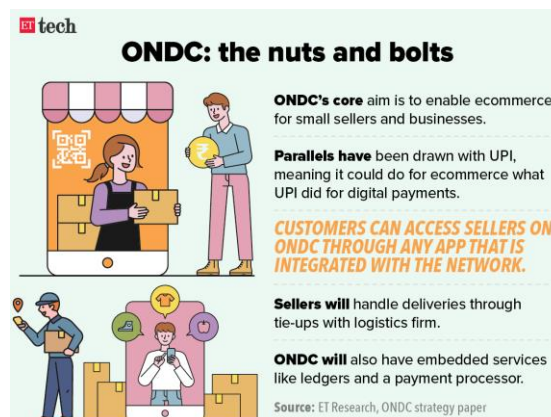 ET tech
ONDC: the nuts and bolts
ONDC's core aim is to enable ecommerce
for small sellers and businesses.
Parallels have been drawn with UPI,
meaning it could do for ecommerce what
UPI did for digital payments.
CUSTOMERS CAN ACCESS SELLERS ON
ONDC THROUGH ANY APP THAT IS
INTEGRATED WITH THE NETWORK.
Sellers will handle deliveries through
tie-ups with logistics firm.
ONDC will also have embedded services
like ledgers and a payment processor.
Source: ET Research, ONDC strategy paper
₹